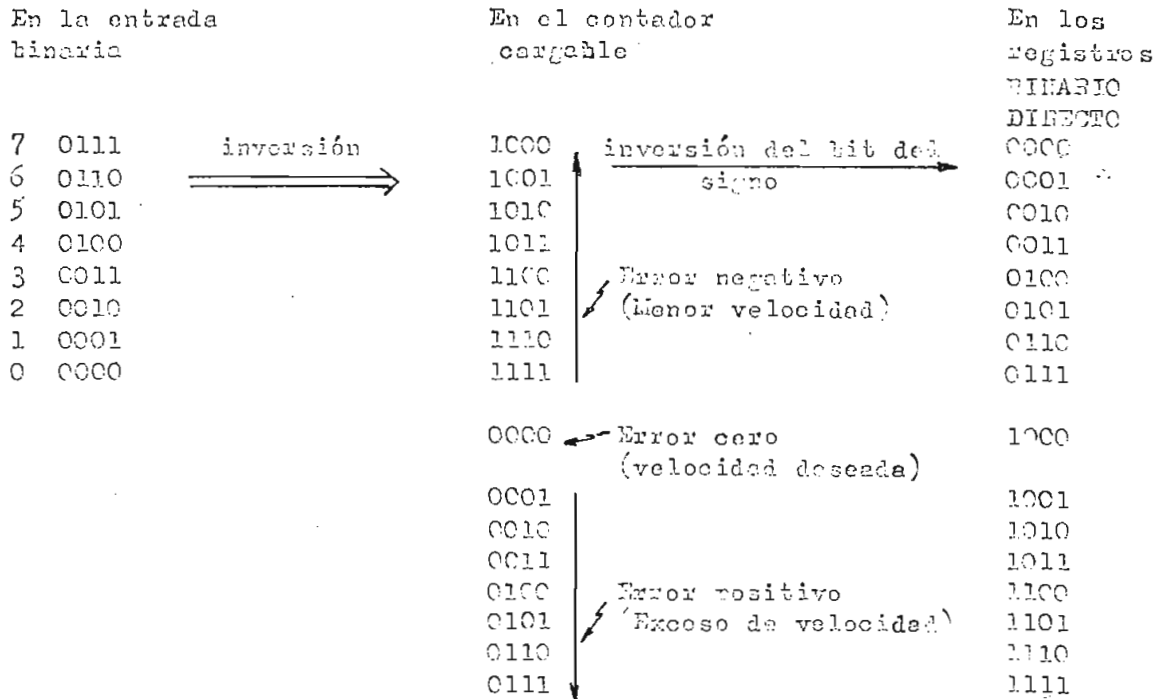 En la entrada En el contador En los
binaria cargable registros
BINARIO
DIRECTO
7 0111 inversión 1000 inversión del bit del 0000
6 0110 1001 signo 0001
5 0101 1010 0010
4 0100 1011 0011
3 0011 1100 Error negativo 0100
2 0010 1101 (Menor velocidad) 0101
1 0001 1110 0110
0 0000 1111 0111
0000 Error cero 1000
(velocidad deseada)
0001 1001
0010 1010
0011 1011
0100 Error positivo 1100
0101 (Exceso de velocidad) 1101
0110 1110
0111 1111